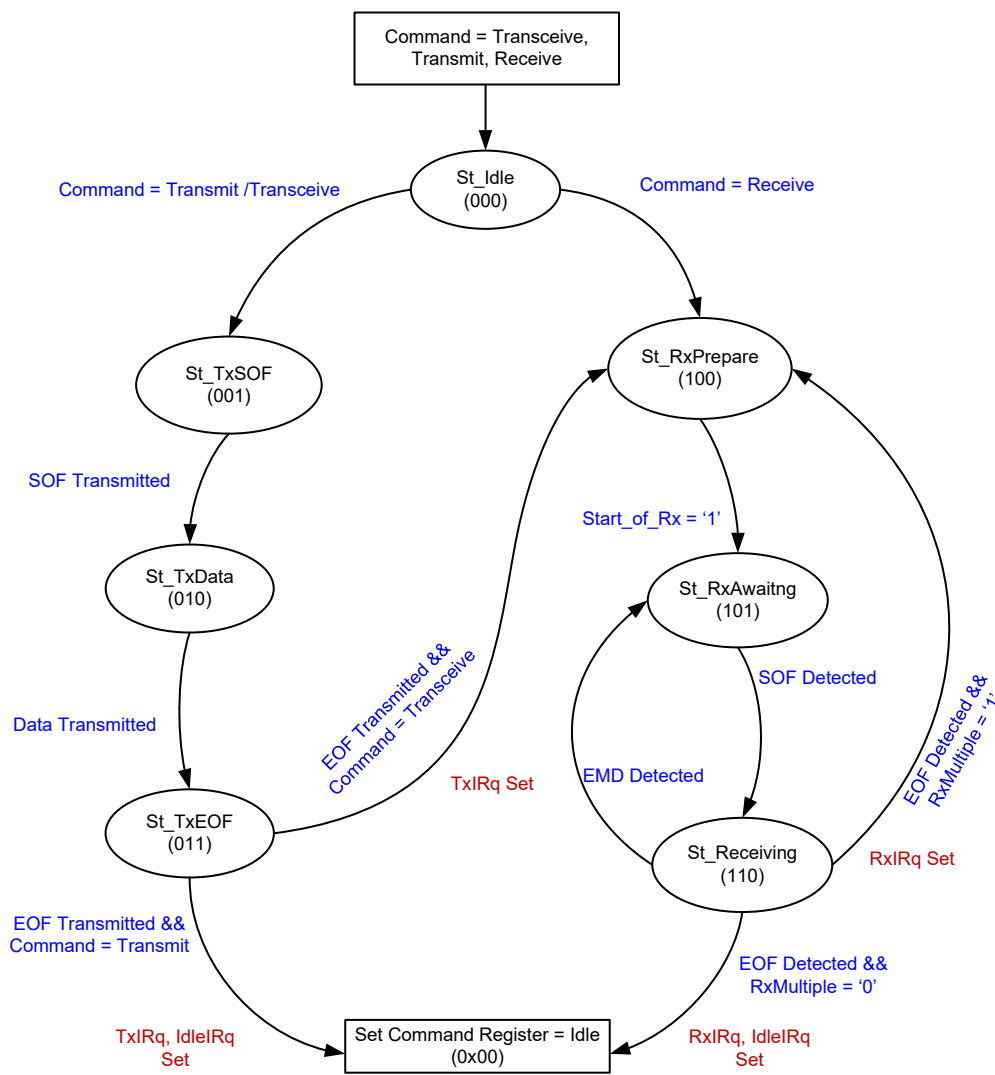 Command = Transceive,
Transmit, Receive
St_Idle
(000)
Command = Transmit /Transceive
Command = Receive
St_TxSOF
(001)
St_RxPrepare
(100)
SOF Transmitted
Start_of_Rx = ‘1’
St_TxData
(010)
St_RxAwaitng
(101)
SOF Detected
Data Transmitted
EOF Transmitted &&
Command = Transceive
TxIRq Set
EMD Detected
EOF Detected &&
RxMultiple = ‘1’
St_TxEOF
(011)
St_Receiving
(110)
RxIRq Set
EOF Transmitted &&
Command = Transmit
EOF Detected &&
RxMultiple = ‘0’
TxIRq, IdleIRq
Set
Set Command Register = Idle
(0x00)
RxIRq, IdleIRq
Set